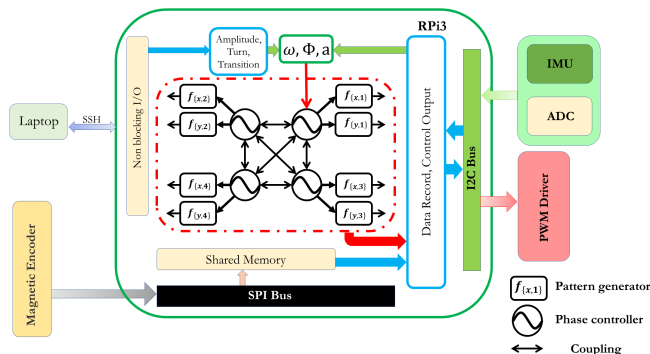 RPi3
Amplitude,
Turn,
Transition
ω, Φ, a
IMU
ADC
Laptop
SSH
Non blocking I/O
f{x,2}
f{x,1}
f{y,2}
f{y,1}
f{x,4}
f{x,3}
f{y,4}
f{y,3}
Data Record, Control Output
I2C Bus
PWM Driver
Magnetic Encoder
Shared Memory
SPI Bus
f{x,1}
Pattern generator
Phase controller
Coupling